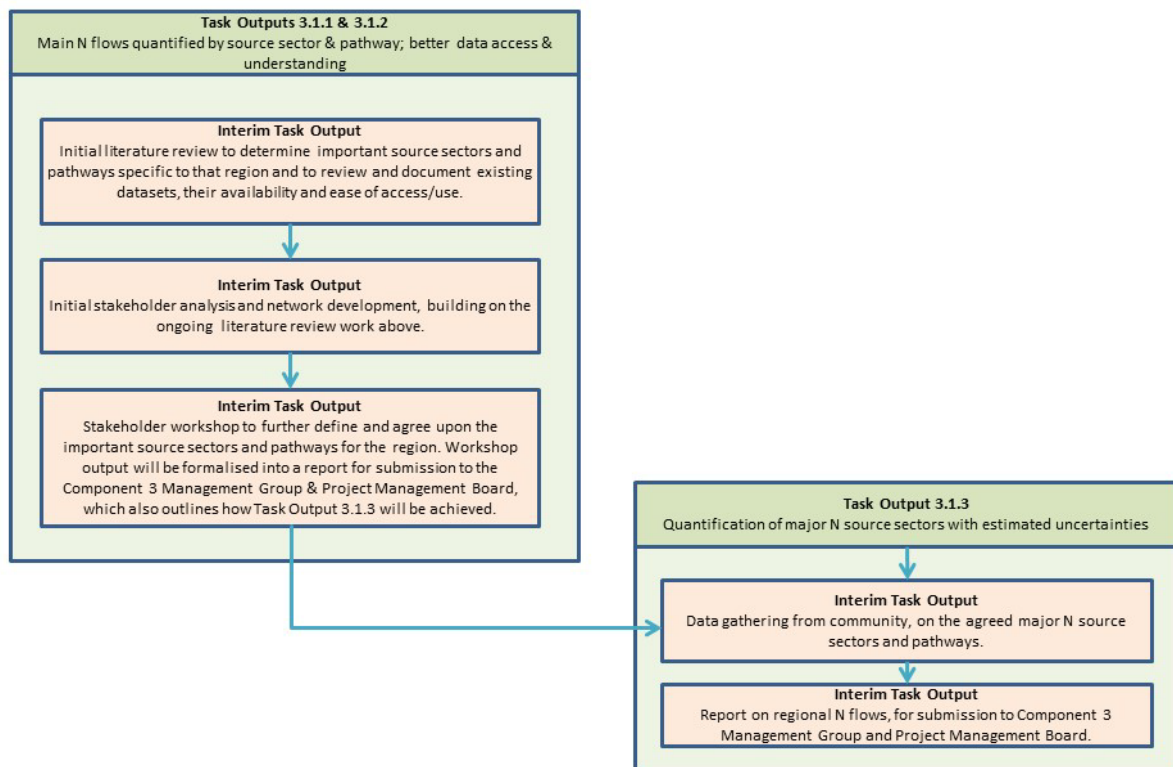 Task Outputs 3.1.1 & 3.1.2
Main N flows quantified by source sector & pathway; better data access &
understanding
Interim Task Output
Initial literature review to determine important source sectors and
pathways specific to that region and to review and document existing
datasets, their availability and ease of access/use.
Interim Task Output
Initial stakeholder analysis and network development, building on the
ongoing literature review work above.
Interim Task Output
Stakeholder workshop to further define and agree upon the
important source sectors and pathways for the region. Workshop
output will be formalised into a report for submission to the
Component 3 Management Group & Project Management Board,
which also outlines how Task Output 3.1.3 will be achieved.
Task Output 3.1.3
Quantification of major N source sectors with estimated uncertainties
Interim Task Output
Data gathering from community, on the agreed major N source
sectors and pathways.
Interim Task Output
Report on regional N flows, for submission to Component 3
Management Group and Project Management Board.